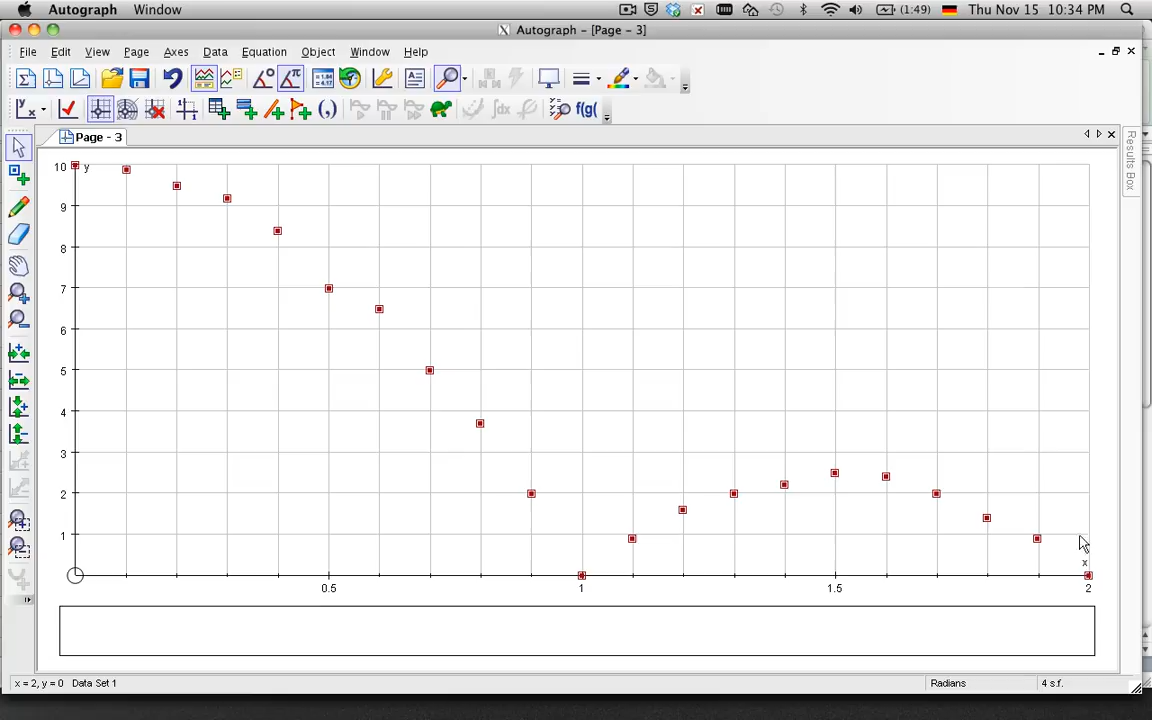 Autograph Window (1:49) Thu Nov 15 10:34 PM
Autograph - [Page - 3]
File Edit View Page Axes Data Equation Object Window Help
Page - 3
Results Box
10 y
9
8
7
6
5
4
3
2
1
x
0.5 1 1.5 2
x = 2, y = 0 Data Set 1 Radians 4 s.f.